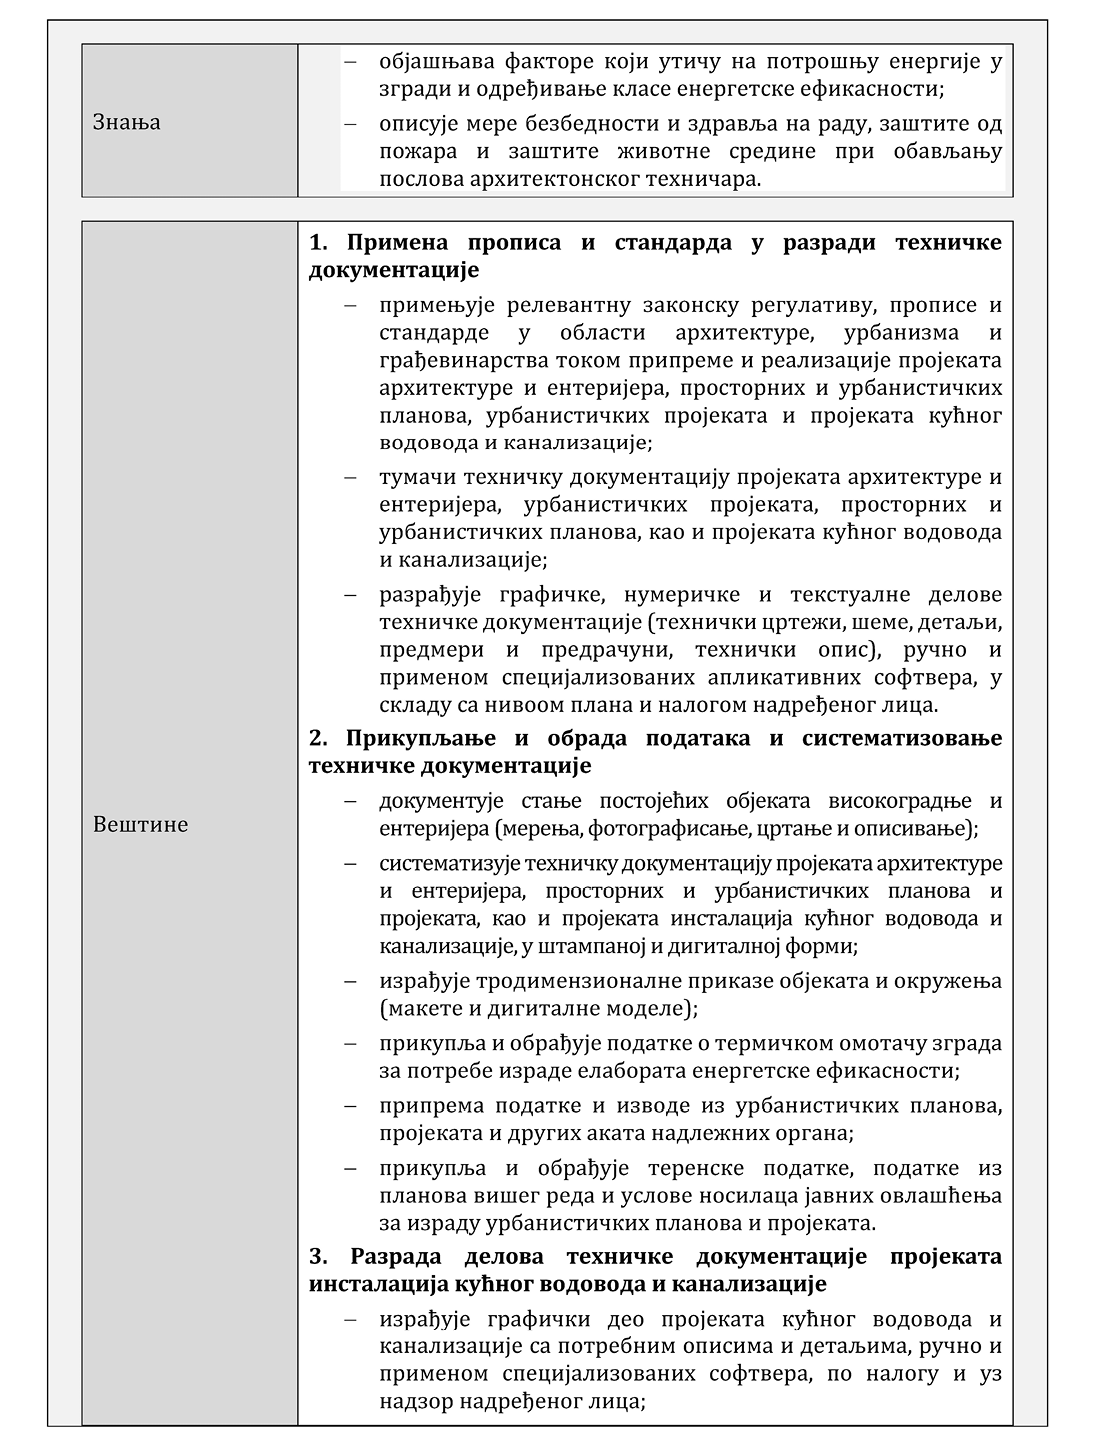 Знања
– објашњава факторе који утичу на потрошњу енергије у
згради и одређивање класе енергетске ефикасности;
– описује мере безбедности и здравља на раду, заштите од
пожара и заштите животне средине при обављању
послова архитектонског техничара.
Вештине
1. Примена прописа и стандарда у разради техничке
документације
– примењује релевантну законску регулативу, прописе и
стандарде у области архитектуре, урбанизма и
грађевинарства током припреме и реализације пројеката
архитектуре и ентеријера, просторних и урбанистичких
планова, урбанистичких пројеката и пројеката кућног
водовода и канализације;
– тумачи техничку документацију пројеката архитектуре и
ентеријера, урбанистичких пројеката, просторних и
урбанистичких планова, као и пројеката кућног водовода
и канализације;
– разрађује графичке, нумеричке и текстуалне делове
техничке документације (технички цртежи, шеме, детаљи,
предмери и предрачуни, технички опис), ручно и
применом специјализованих апликативних софтвера, у
складу са нивоом плана и налогом надређеног лица.
2. Прикупљање и обрада података и систематизовање
техничке документације
– документује стање постојећих објеката високоградње и
ентеријера (мерења, фотографисање, цртање и описивање);
– систематизује техничку документацију пројеката архитектуре
и ентеријера, просторних и урбанистичких планова и
пројеката, као и пројеката инсталација кућног водовода и
канализације, у штампаној и дигиталној форми;
– израђује тродимензионалне приказе објеката и окружења
(макете и дигиталне моделе);
– прикупља и обрађује податке о термичком омотачу зграда
за потребе израде елабората енергетске ефикасности;
– припрема податке и изводе из урбанистичких планова,
пројеката и других аката надлежних органа;
– прикупља и обрађује теренске податке, податке из
планова вишег реда и услове носилаца јавних овлашћења
за израду урбанистичких планова и пројеката.
3. Разрада делова техничке документације пројеката
инсталација кућног водовода и канализације
– израђује графички део пројеката кућног водовода и
канализације са потребним описима и детаљима, ручно и
применом специјализованих софтвера, по налогу и уз
надзор надређеног лица;